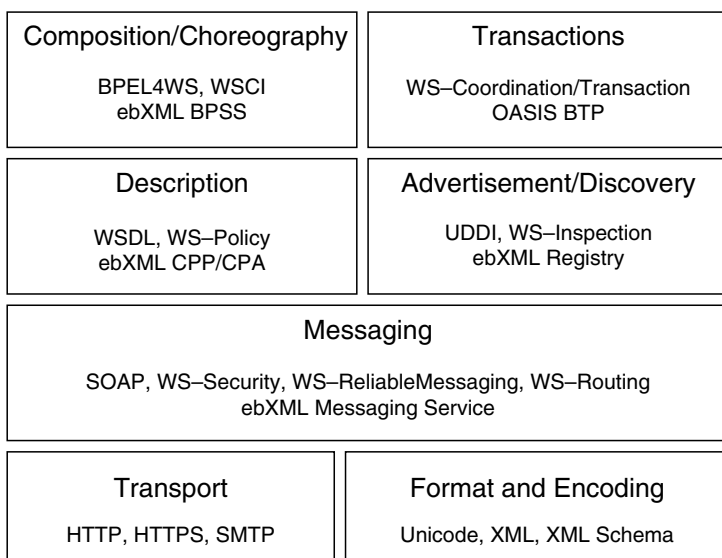 Composition/Choreography
BPEL4WS, WSCI
ebXML BPSS
Transactions
WS–Coordination/Transaction
OASIS BTP
Description
WSDL, WS–Policy
ebXML CPP/CPA
Advertisement/Discovery
UDDI, WS–Inspection
ebXML Registry
Messaging
SOAP, WS–Security, WS–ReliableMessaging, WS–Routing
ebXML Messaging Service
Transport
HTTP, HTTPS, SMTP
Format and Encoding
Unicode, XML, XML Schema